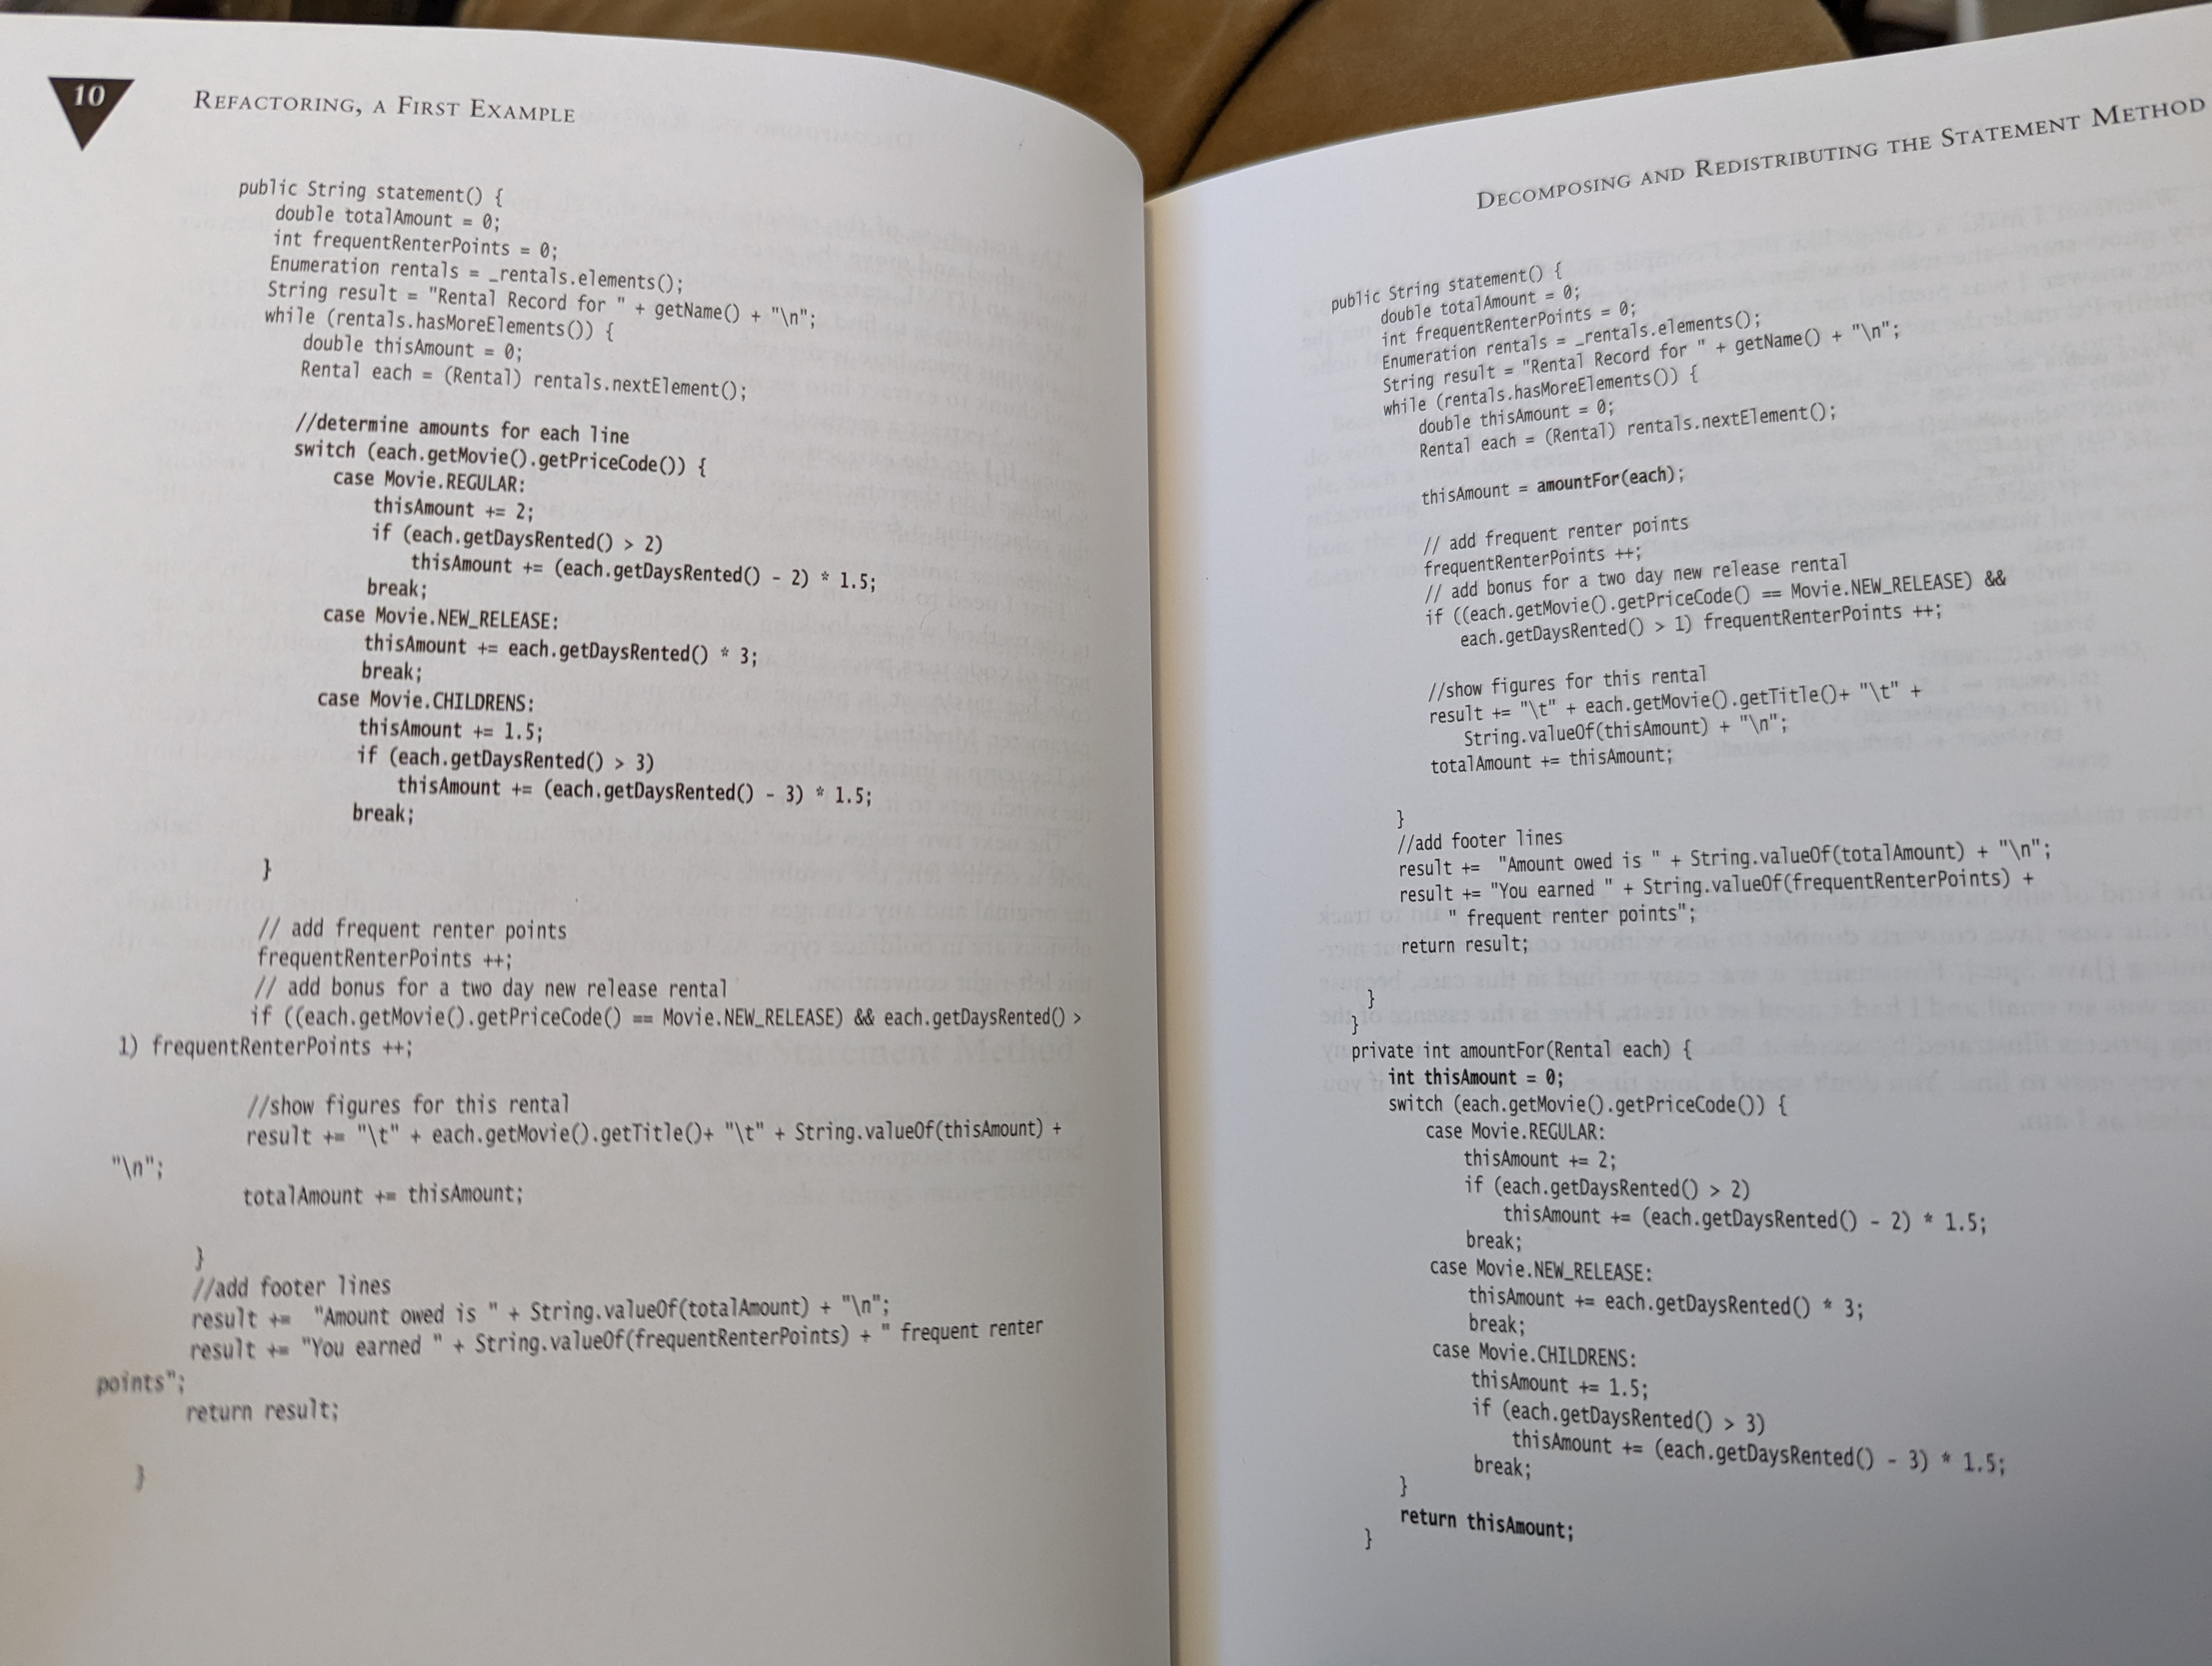 10
REFACTORING, A FIRST EXAMPLE
public String statement() {
double totalAmount = 0;
int frequentRenterPoints = 0;
Enumeration rentals = _rentals.elements();
String result = "Rental Record for " + getName() + "\n";
while (rentals.hasMoreElements()) {
double thisAmount = 0;
Rental each = (Rental) rentals.nextElement();
//determine amounts for each line
switch (each.getMovie().getPriceCode()) {
case Movie.REGULAR:
thisAmount += 2;
if (each.getDaysRented() > 2)
thisAmount += (each.getDaysRented() - 2) * 1.5;
break;
case Movie.NEW_RELEASE:
thisAmount += each.getDaysRented() * 3;
break;
case Movie.CHILDRENS:
thisAmount += 1.5;
if (each.getDaysRented() > 3)
thisAmount += (each.getDaysRented() - 3) * 1.5;
break;
}
// add frequent renter points
frequentRenterPoints ++;
// add bonus for a two day new release rental
if ((each.getMovie().getPriceCode() == Movie.NEW_RELEASE) && each.getDaysRented() >
1) frequentRenterPoints ++;
//show figures for this rental
result += "\t" + each.getMovie().getTitle()+ "\t" + String.valueOf(thisAmount) +
"\n";
totalAmount += thisAmount;
}
//add footer lines
result += "Amount owed is " + String.valueOf(totalAmount) + "\n";
result += "You earned " + String.valueOf(frequentRenterPoints) + " frequent renter
points";
return result;
}
DECOMPOSING AND REDISTRIBUTING THE STATEMENT METHOD
public String statement() {
double totalAmount = 0;
int frequentRenterPoints = 0;
Enumeration rentals = _rentals.elements();
String result = "Rental Record for " + getName() + "\n";
while (rentals.hasMoreElements()) {
double thisAmount = 0;
Rental each = (Rental) rentals.nextElement();
thisAmount = amountFor(each);
// add frequent renter points
frequentRenterPoints ++;
// add bonus for a two day new release rental
if ((each.getMovie().getPriceCode() == Movie.NEW_RELEASE) &&
each.getDaysRented() > 1) frequentRenterPoints ++;
//show figures for this rental
result += "\t" + each.getMovie().getTitle()+ "\t" +
String.valueOf(thisAmount) + "\n";
totalAmount += thisAmount;
}
//add footer lines
result += "Amount owed is " + String.valueOf(totalAmount) + "\n";
result += "You earned " + String.valueOf(frequentRenterPoints) +
" frequent renter points";
return result;
}
}
private int amountFor(Rental each) {
int thisAmount = 0;
switch (each.getMovie().getPriceCode()) {
case Movie.REGULAR:
thisAmount += 2;
if (each.getDaysRented() > 2)
thisAmount += (each.getDaysRented() - 2) * 1.5;
break;
case Movie.NEW_RELEASE:
thisAmount += each.getDaysRented() * 3;
break;
case Movie.CHILDRENS:
thisAmount += 1.5;
if (each.getDaysRented() > 3)
thisAmount += (each.getDaysRented() - 3) * 1.5;
break;
}
return thisAmount;
}